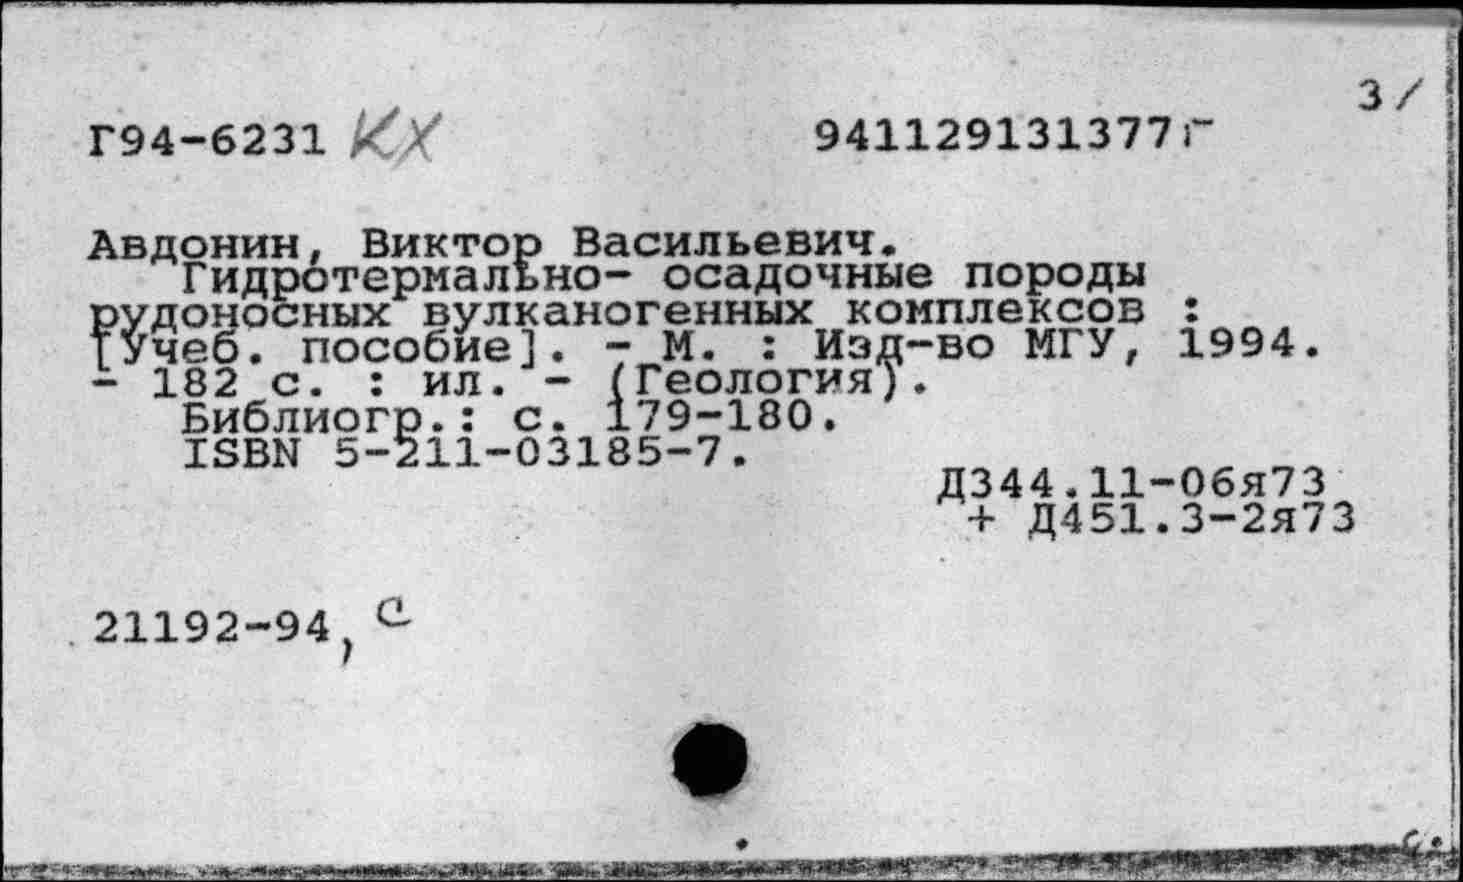 3/
Г94-6231 КХ 941129131377г
Авдонин, Виктор Васильевич.
Гидротермально- осадочные породы
рудоносных вулканогенных комплексов :
[Учеб. пособие]. - М. : Изд-во МГУ, 1994.
- 182 с. : ил. - (Геология).
Библиогр.: с. 179-180.
ISBN 5-211-03185-7.
Д344.11-06я73
+ Д451.3-2я73
21192-94,